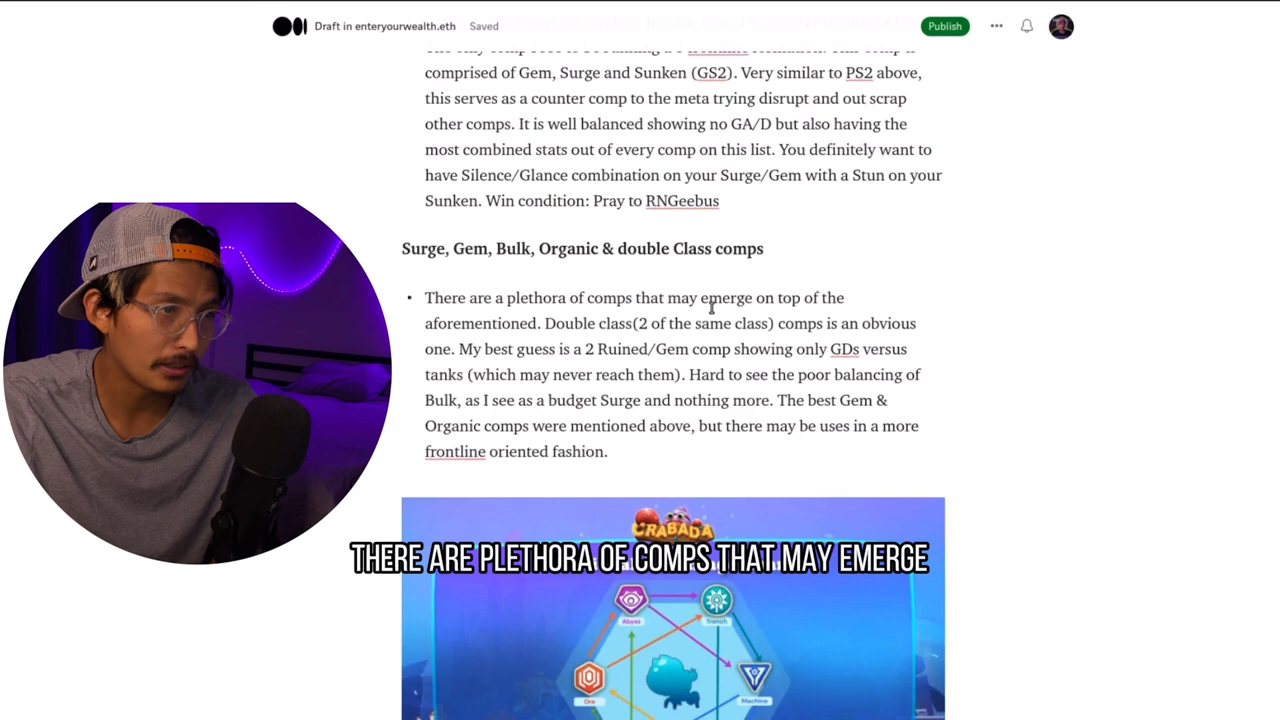 Draft in enteryourwealth.eth Saved
Publish
comprised of Gem, Surge and Sunken (GS2). Very similar to PS2 above,
this serves as a counter comp to the meta trying disrupt and out scrap
other comps. It is well balanced showing no GA/D but also having the
most combined stats out of every comp on this list. You definitely want to
have Silence/Glance combination on your Surge/Gem with a Stun on your
Sunken. Win condition: Pray to RNGeebus
Surge, Gem, Bulk, Organic & double Class comps
• There are a plethora of comps that may emerge on top of the
aforementioned. Double class(2 of the same class) comps is an obvious
one. My best guess is a 2 Ruined/Gem comp showing only GDs versus
tanks (which may never reach them). Hard to see the poor balancing of
Bulk, as I see as a budget Surge and nothing more. The best Gem &
Organic comps were mentioned above, but there may be uses in a more
frontline oriented fashion.
CRABADA
THERE ARE PLETHORA OF COMPS THAT MAY EMERGE
Abyss
Trench
Ore
Machine